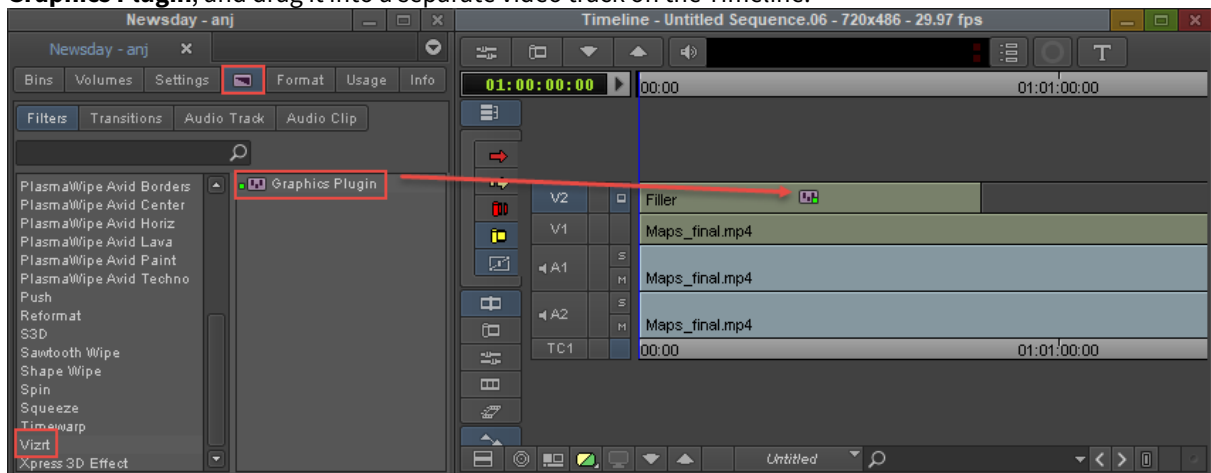 Graphics Plugin, and drag it into a separate video track on the Timeline.
Newsday - anj
Newsday - anj
Bins Volumes Settings Format Usage Info
Filters Transitions Audio Track Audio Clip
PlasmaWipe Avid Borders
PlasmaWipe Avid Center
PlasmaWipe Avid Horiz
PlasmaWipe Avid Lava
PlasmaWipe Avid Paint
PlasmaWipe Avid Techno
Push
Reformat
S3D
Sawtooth Wipe
Shape Wipe
Spin
Squeeze
Timewarp
Vizrt
Xpress 3D Effect
Graphics Plugin
Timeline - Untitled Sequence.06 - 720x486 - 29.97 fps
T
01:00:00:00 00:00 01:01:00:00
V2 Filler
V1 Maps_final.mp4
A1 S M Maps_final.mp4
A2 S M Maps_final.mp4
TC1 00:00 01:01:00:00
Untitled